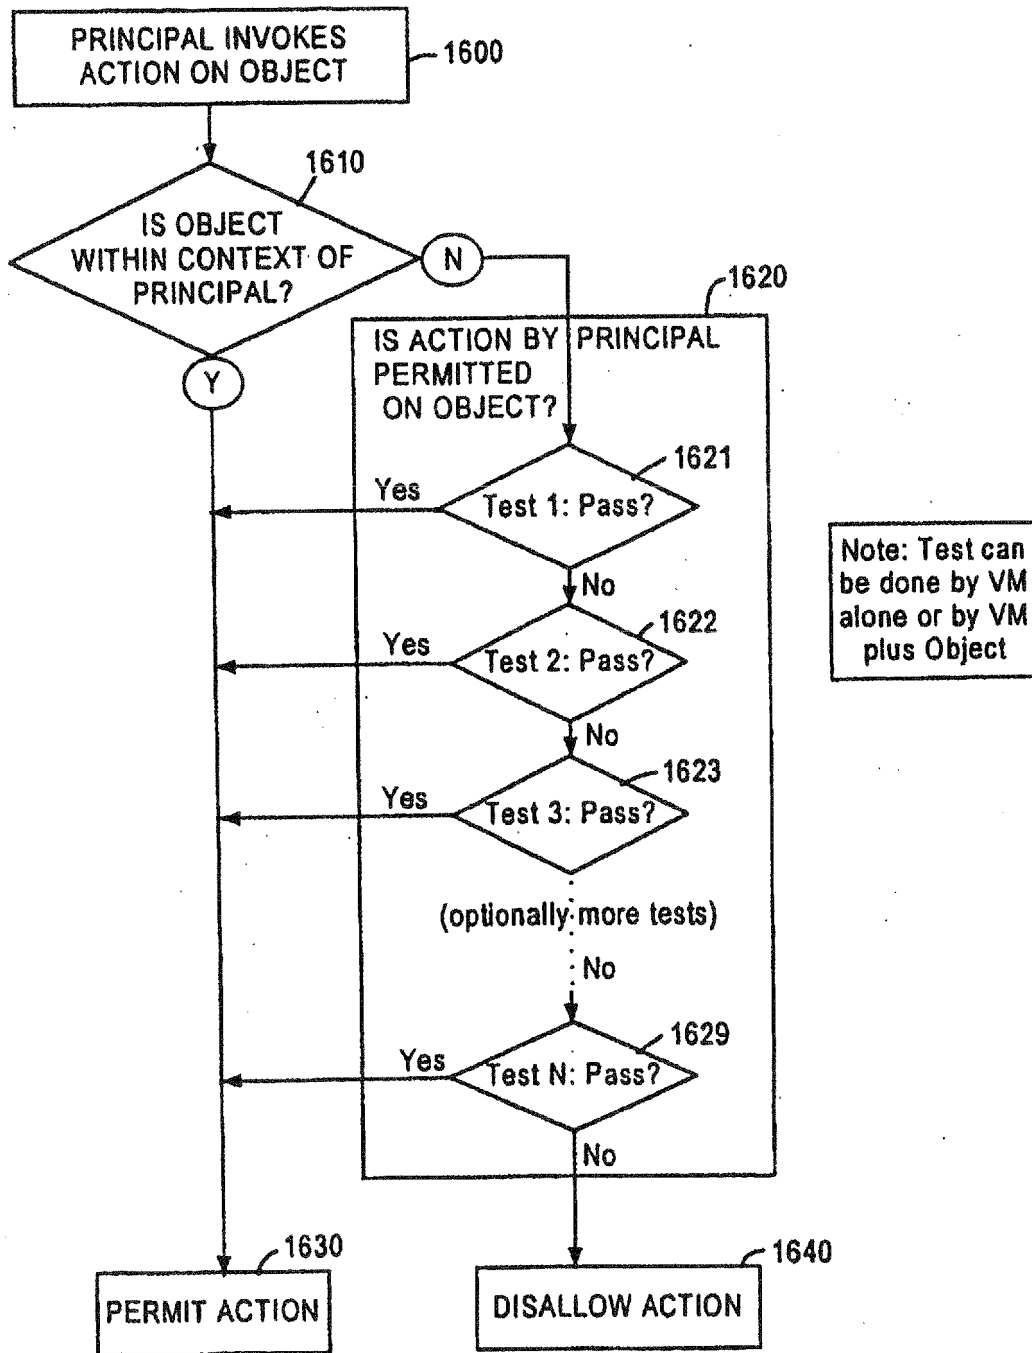 PRINCIPAL INVOKES
ACTION ON OBJECT
1600
1610
IS OBJECT
WITHIN CONTEXT OF
PRINCIPAL?
N
Y
1620
IS ACTION BY PRINCIPAL
PERMITTED
ON OBJECT?
1621
Yes
Test 1: Pass?
No
1622
Yes
Test 2: Pass?
No
1623
Yes
Test 3: Pass?
(optionally more tests)
No
1629
Yes
Test N: Pass?
No
Note: Test can
be done by VM
alone or by VM
plus Object
1630
PERMIT ACTION
1640
DISALLOW ACTION